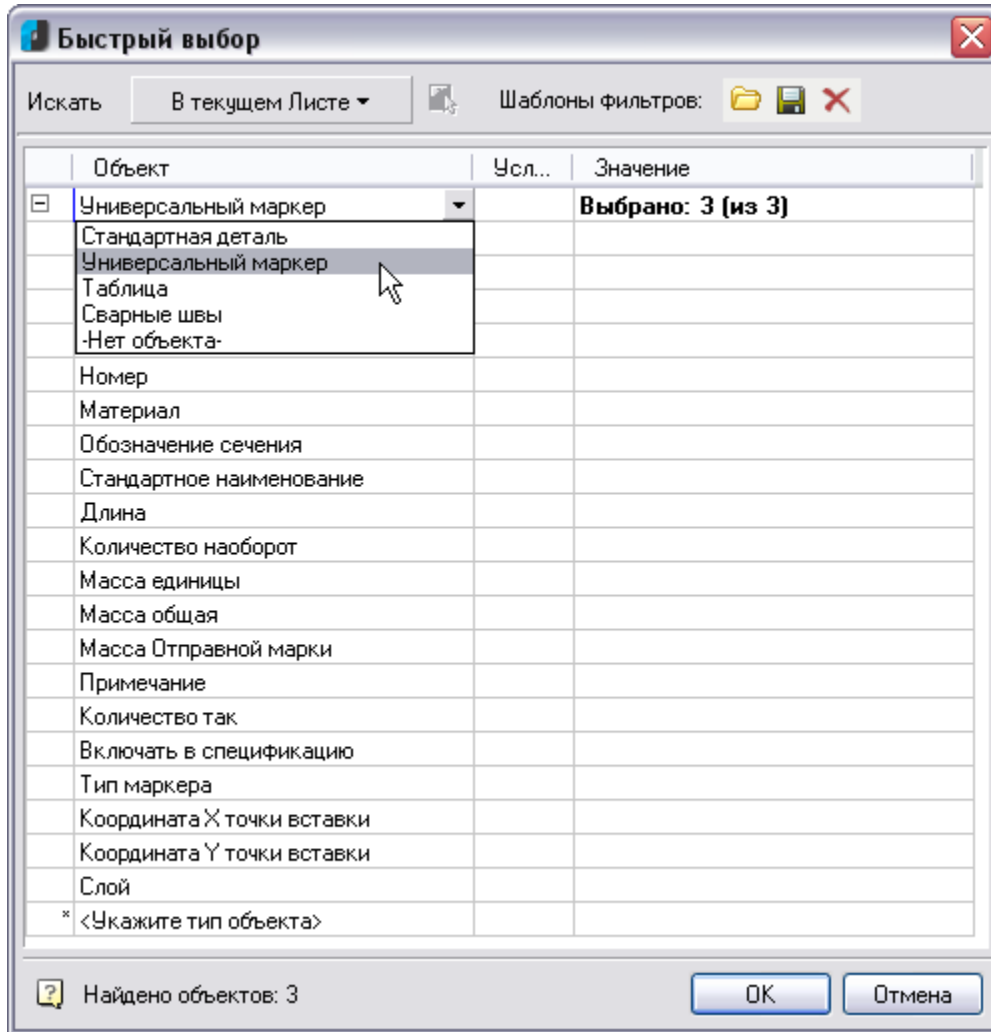 Быстрый выбор
Искать В текущем Листе Шаблоны фильтров:
Объект Усл... Значение
Универсальный маркер Выбрано: 3 (из 3)
Стандартная деталь
Универсальный маркер
Таблица
Сварные швы
-Нет объекта-
Номер
Материал
Обозначение сечения
Стандартное наименование
Длина
Количество наоборот
Масса единицы
Масса общая
Масса Отправной марки
Примечание
Количество так
Включать в спецификацию
Тип маркера
Координата X точки вставки
Координата Y точки вставки
Слой
* <Укажите тип объекта>
Найдено объектов: 3 OK Отмена